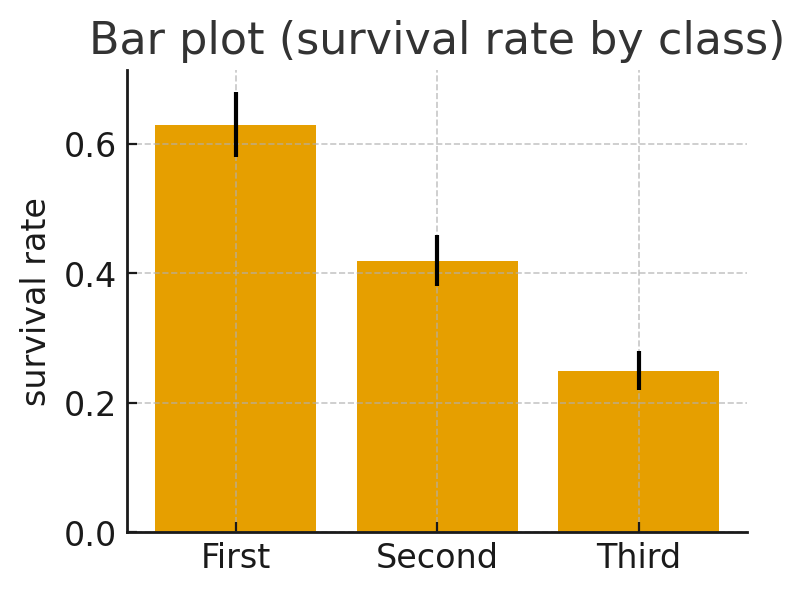 Bar plot (survival rate by class)
survival rate
0.6
0.4
0.2
0.0
First Second Third